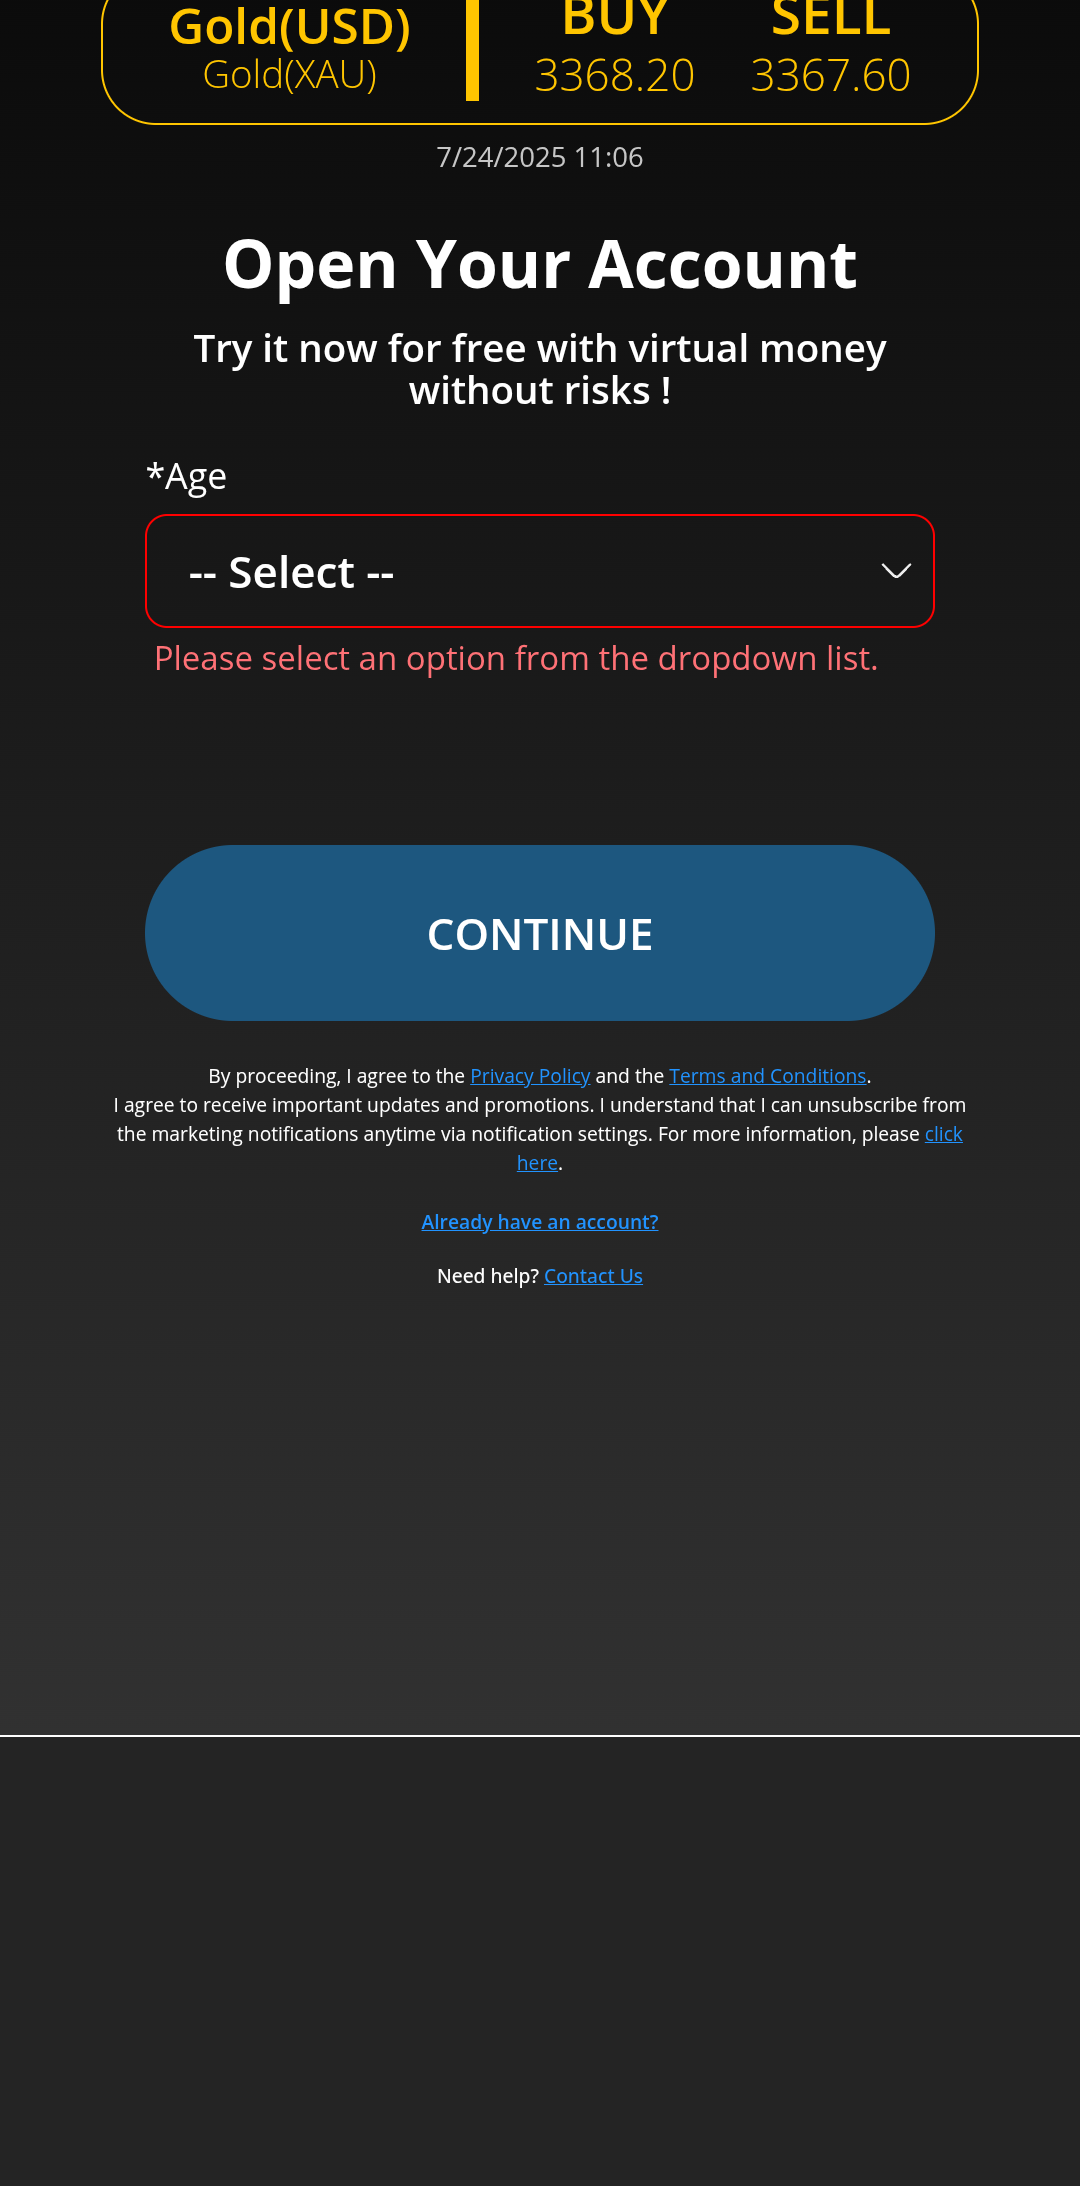 Gold(USD)
Gold(XAU)
BUY
3368.20
SELL
3367.60
7/24/2025 11:06
Open Your Account
Try it now for free with virtual money
without risks !
*Age
-- Select --
Please select an option from the dropdown list.
CONTINUE
By proceeding, I agree to the Privacy Policy and the Terms and Conditions.
I agree to receive important updates and promotions. I understand that I can unsubscribe from
the marketing notifications anytime via notification settings. For more information, please click
here.
Already have an account?
Need help? Contact Us